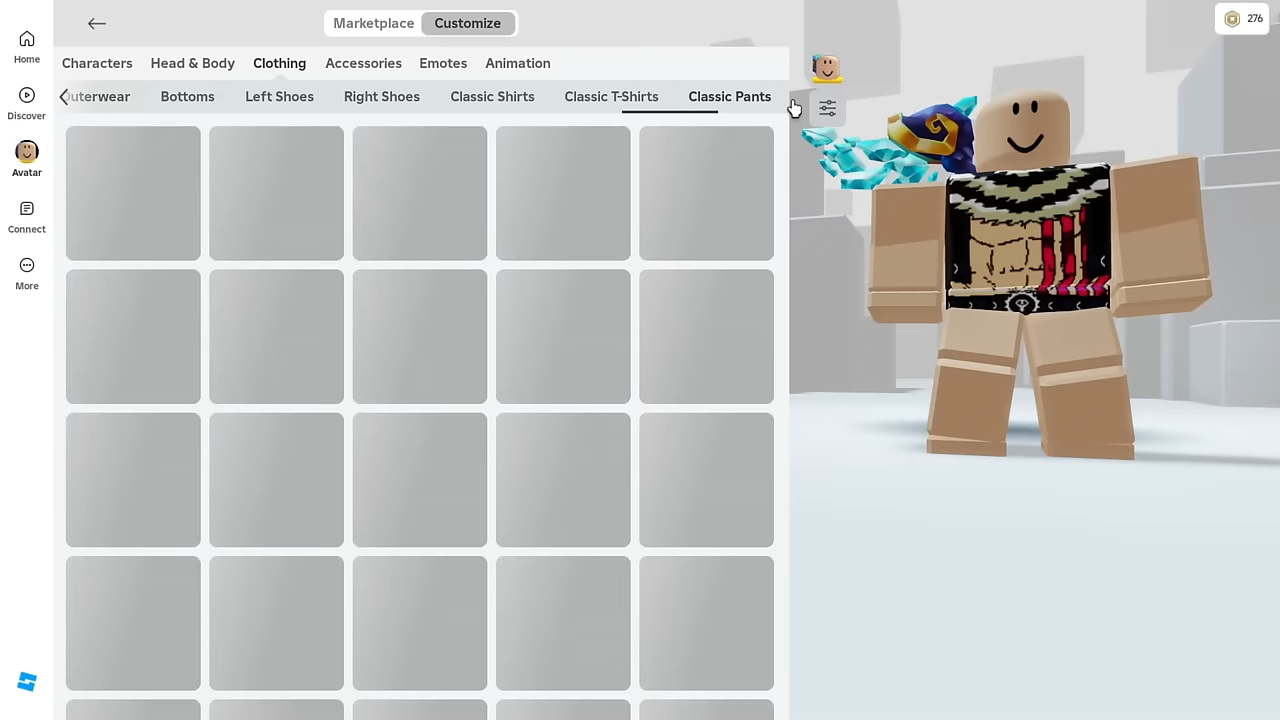 Marketplace Customize
276
Home
Characters Head & Body Clothing Accessories Emotes Animation
Bottoms Left Shoes Right Shoes Classic Shirts Classic T-Shirts Classic Pants
Discover
Avatar
Connect
More